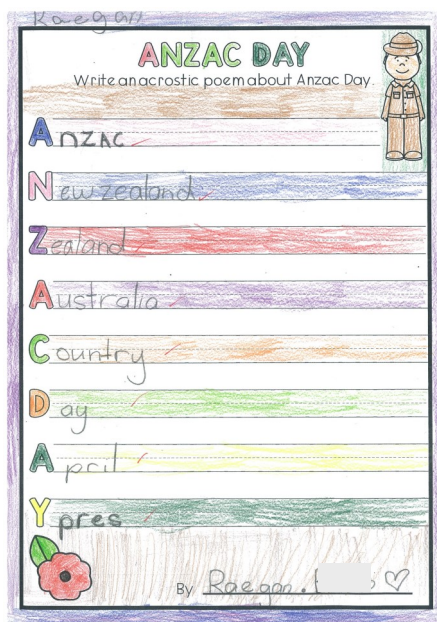 Raegan
ANZAC DAY
Write an acrostic poem about Anzac Day.
ANZAC
Newzealand
Zealand
Australia
Country
Day
April
Ypres
By Raegan.